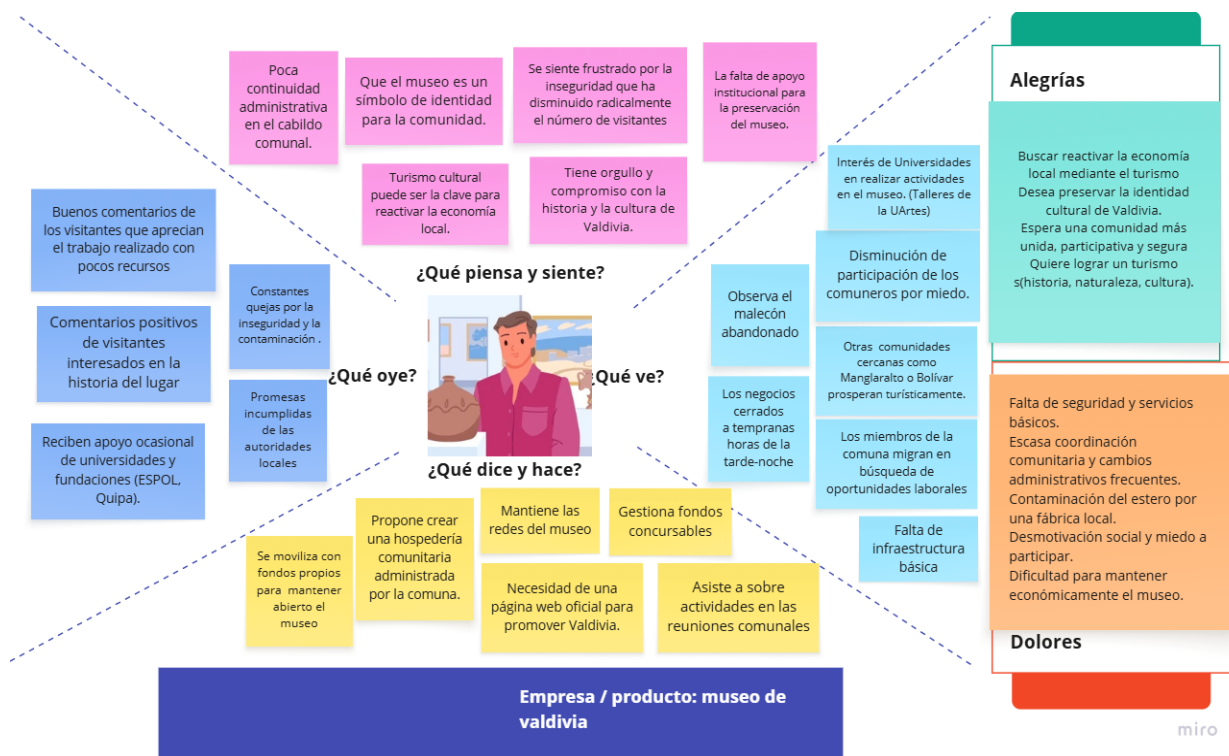 Poca
continuidad
administrativa
en el cabildo
comunal.
Que el museo es un
símbolo de identidad
para la comunidad.
Se siente frustrado por la
inseguridad que ha
disminuido radicalmente
el número de visitantes
La falta de apoyo
institucional para
la preservación
del museo.
Turismo cultural
puede ser la clave para
reactivar la economía
local.
Tiene orgullo y
compromiso con la
historia y la cultura de
Valdivia.
¿Qué piensa y siente?
Buenos comentarios de
los visitantes que aprecian
el trabajo realizado con
pocos recursos
Constantes
quejas por la
inseguridad y la
contaminación .
Comentarios positivos
de visitantes
interesados en la
historia del lugar
Promesas
incumplidas
de las
autoridades
locales
Reciben apoyo ocasional
de universidades y
fundaciones (ESPOL,
Quipa).
¿Qué oye?
¿Qué ve?
Interés de Universidades
en realizar actividades
en el museo. (Talleres de
la UArtes)
Observa el
malecón
abandonado
Disminución de
participación de los
comuneros por miedo.
Otras comunidades
cercanas como
Manglaralto o Bolívar
prosperan turísticamente.
Los negocios
cerrados
a tempranas
horas de la
tarde-noche
Los miembros de la
comuna migran en
búsqueda de
oportunidades laborales
Falta de
infraestructura
básica
¿Qué dice y hace?
Se moviliza con
fondos propios
para mantener
abierto el
museo
Propone crear
una hospedería
comunitaria
administrada
por la comuna.
Mantiene las
redes del museo
Gestiona fondos
concursables
Necesidad de una
página web oficial para
promover Valdivia.
Asiste a sobre
actividades en las
reuniones comunales
Alegrías
Buscar reactivar la economía
local mediante el turismo
Desea preservar la identidad
cultural de Valdivia.
Espera una comunidad más
unida, participativa y segura
Quiere lograr un turismo
s(historia, naturaleza, cultura).
Falta de seguridad y servicios
básicos.
Escasa coordinación
comunitaria y cambios
administrativos frecuentes.
Contaminación del estero por
una fábrica local.
Desmotivación social y miedo a
participar.
Dificultad para mantener
económicamente el museo.
Dolores
Empresa / producto: museo de
valdivia
miro